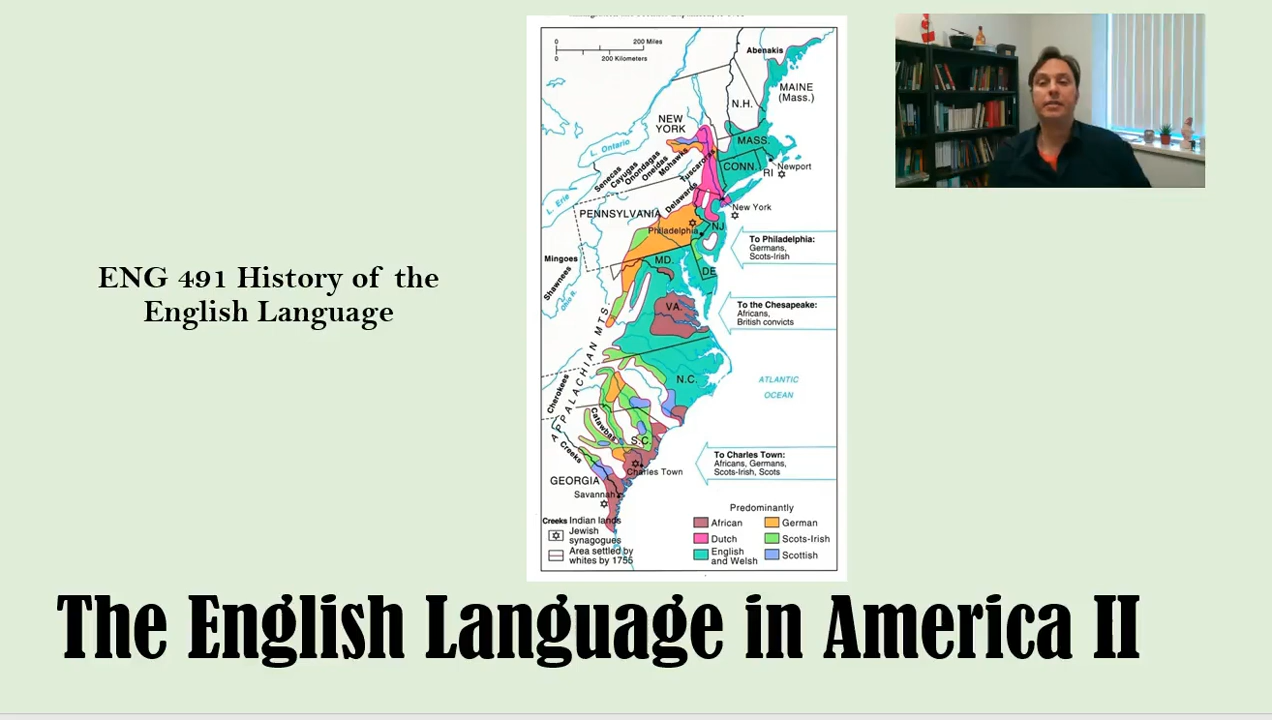 ENG 491 History of the
English Language
0 200 Miles
0 200 Kilometers
Abenakis
MAINE
(Mass.)
N.H.
NEW
YORK
L. Ontario
MASS.
Senecas
Cayugas
Onondagas
Oneidas
Mohawks
Tuscaroras
CONN.
RI
Newport
L. Erie
Delawares
New York
PENNSYLVANIA
Philadelphia
NJ
To Philadelphia:
Germans,
Scots-Irish
Mingoes
MD.
DE
Shawnees
Ohio R.
To the Chesapeake:
Africans,
British convicts
VA.
APPALACHIAN MTS.
N.C.
ATLANTIC
OCEAN
Cherokees
Catawbas
S.C.
Creeks
To Charles Town:
Africans, Germans,
Scots-Irish, Scots
Charles Town
GEORGIA
Savannah
Predominantly
Creeks Indian lands
Jewish
synagogues
Area settled by
whites by 1755
African
Dutch
English
and Welsh
German
Scots-Irish
Scottish
The English Language in America II